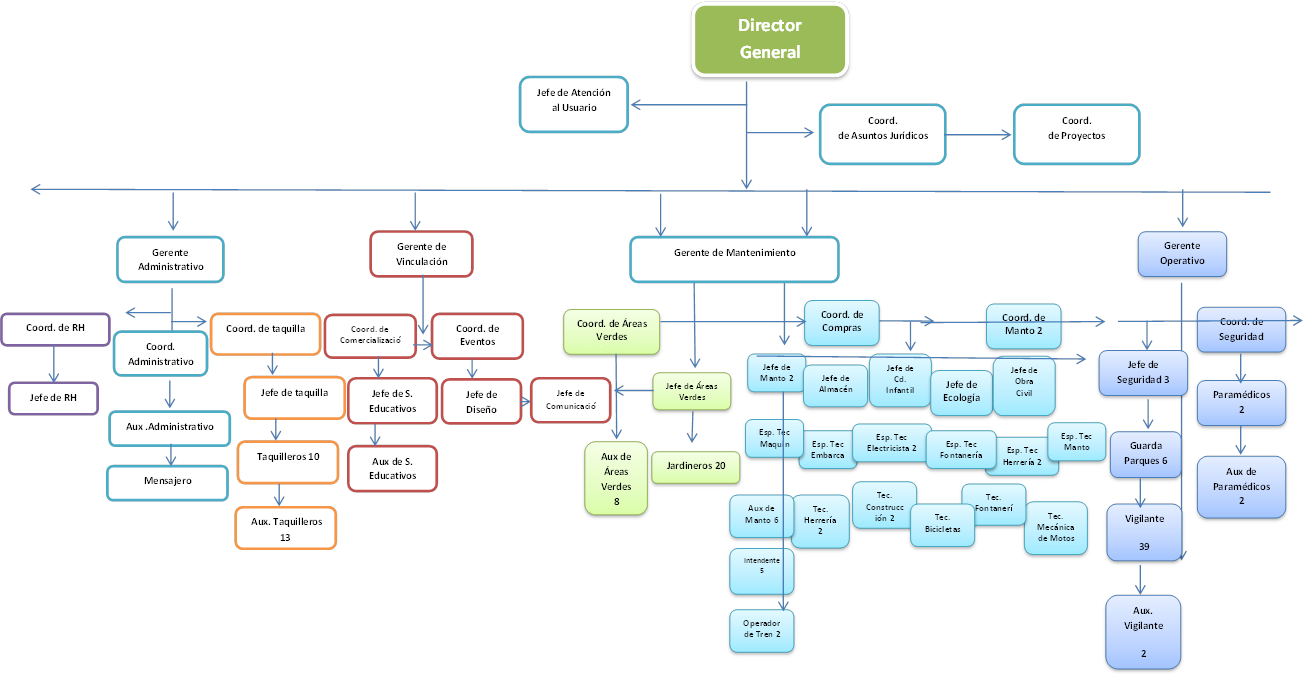 Director
General
Jefe de Atención
al Usuario
Coord.
de Asuntos Jurídicos
Coord.
de Proyectos
Gerente
Administrativo
Gerente de
Vinculación
Gerente de Mantenimiento
Gerente
Operativo
Coord. de RH
Jefe de RH
Coord.
Administrativo
Aux .Administrativo
Mensajero
Coord. de taquilla
Jefe de taquilla
Taquilleros 10
Aux. Taquilleros
13
Coord. de
Comercializació
Coord. de
Eventos
Jefe de S.
Educativos
Jefe de
Diseño
Jefe de
Comunicació
Aux de S.
Educativos
Coord. de Áreas
Verdes
Jefe de Áreas
Verdes
Aux de
Áreas
Verdes
8
Jardineros 20
Coord. de
Compras
Coord. de
Manto 2
Jefe de
Manto 2
Jefe de
Almacén
Jefe de
Cd.
Infantil
Jefe de
Ecología
Jefe de
Obra
Civil
Esp. Tec
Maquin
Esp. Tec
Embarca
Esp. Tec
Electricista 2
Esp. Tec
Fontanería
Esp. Tec
Herrería 2
Esp. Tec
Manto
Aux de
Manto 6
Tec.
Herrería
2
Tec.
Construcc
ión 2
Tec.
Bicicletas
Tec.
Fontanerí
Tec.
Mecánica
de Motos
Intendente
5
Operador
de Tren 2
Jefe de
Seguridad 3
Guarda
Parques 6
Vigilante
39
Aux.
Vigilante
2
Coord. de
Seguridad
Paramédicos
2
Aux de
Paramédicos
2